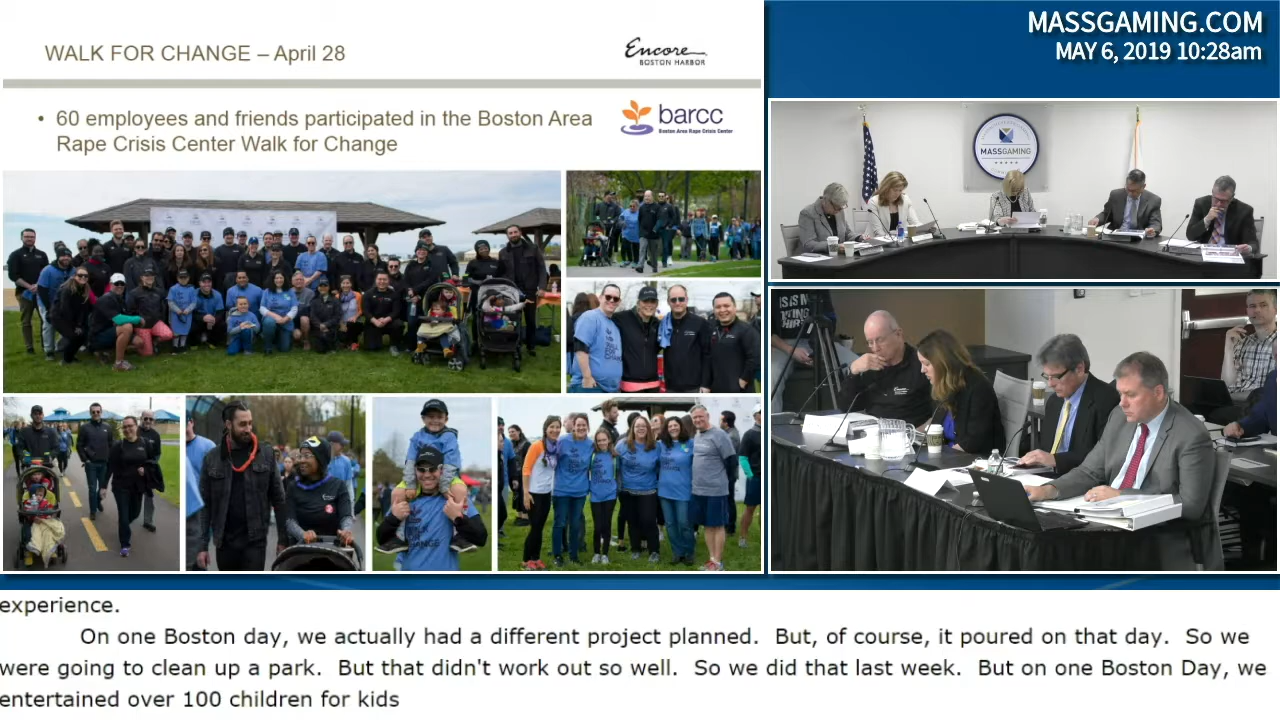 WALK FOR CHANGE – April 28
Encore
BOSTON HARBOR
• 60 employees and friends participated in the Boston Area
Rape Crisis Center Walk for Change
barcc
Boston Area Rape Crisis Center
MASSGAMING.COM
MAY 6, 2019 10:28am
MASSGAMING
experience.
On one Boston day, we actually had a different project planned.  But, of course, it poured on that day.  So we
were going to clean up a park.  But that didn't work out so well.  So we did that last week.  But on one Boston Day, we
entertained over 100 children for kids